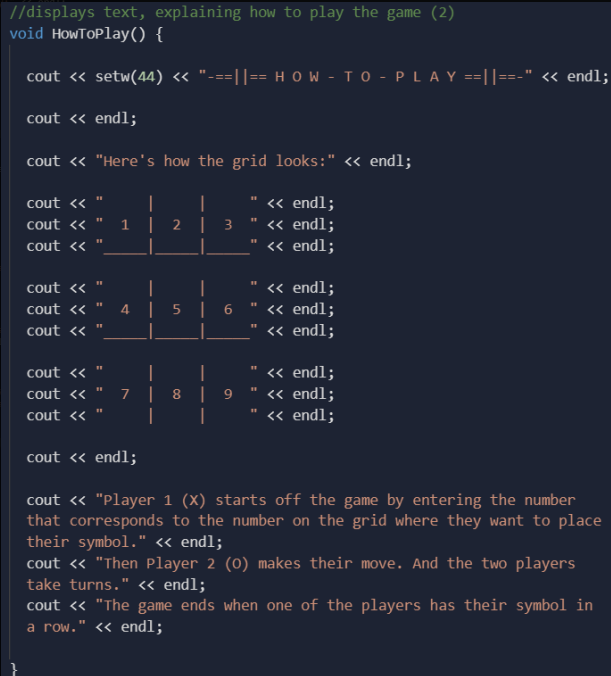 //displays text, explaining how to play the game (2)
void HowToPlay() {
cout << setw(44) << "-==||== H O W - T O - P L A Y ==||==-" << endl;
cout << endl;
cout << "Here's how the grid looks:" << endl;
cout << "     |     |     " << endl;
cout << "  1  |  2  |  3  " << endl;
cout << "_____|_____|_____" << endl;
cout << "     |     |     " << endl;
cout << "  4  |  5  |  6  " << endl;
cout << "_____|_____|_____" << endl;
cout << "     |     |     " << endl;
cout << "  7  |  8  |  9  " << endl;
cout << "     |     |     " << endl;
cout << endl;
cout << "Player 1 (X) starts off the game by entering the number
that corresponds to the number on the grid where they want to place
their symbol." << endl;
cout << "Then Player 2 (O) makes their move. And the two players
take turns." << endl;
cout << "The game ends when one of the players has their symbol in
a row." << endl;
}